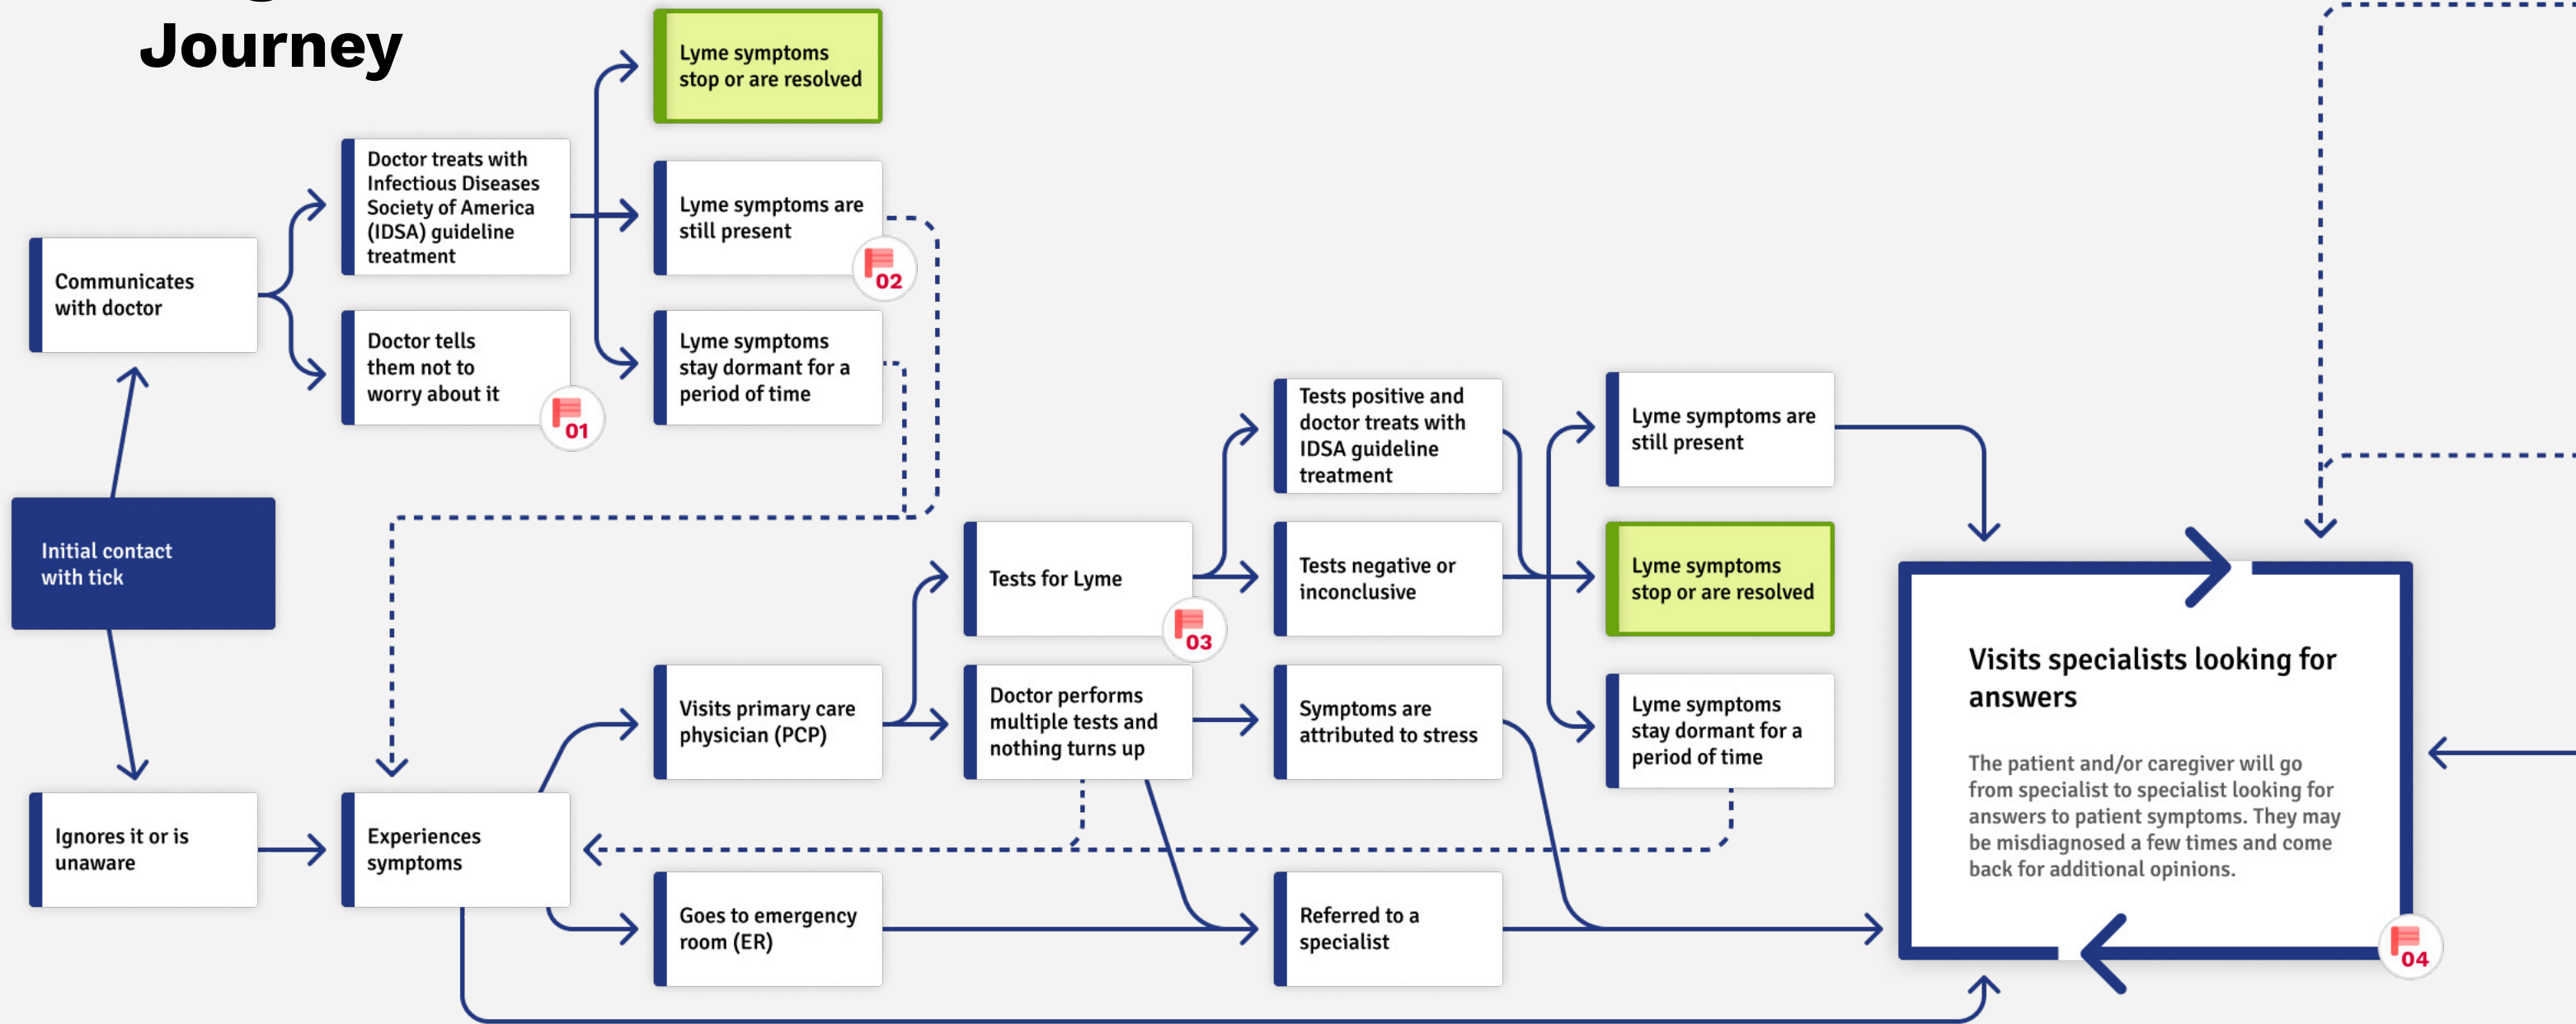 Journey
Lyme symptoms
stop or are resolved
Doctor treats with
Infectious Diseases
Society of America
(IDSA) guideline
treatment
Lyme symptoms are
still present
02
Communicates
with doctor
Doctor tells
them not to
worry about it
01
Lyme symptoms
stay dormant for a
period of time
Initial contact
with tick
Tests positive and
doctor treats with
IDSA guideline
treatment
Lyme symptoms are
still present
Tests for Lyme
03
Tests negative or
inconclusive
Lyme symptoms
stop or are resolved
Visits primary care
physician (PCP)
Doctor performs
multiple tests and
nothing turns up
Symptoms are
attributed to stress
Lyme symptoms
stay dormant for a
period of time
Ignores it or is
unaware
Experiences
symptoms
Goes to emergency
room (ER)
Referred to a
specialist
Visits specialists looking for
answers
The patient and/or caregiver will go
from specialist to specialist looking for
answers to patient symptoms. They may
be misdiagnosed a few times and come
back for additional opinions.
04